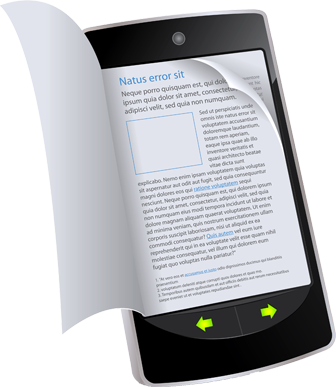 Natus error sit
Neque porro quisquam est, qui do
ipsum quia dolor sit amet, consectetur
adipisci velit, sed quia non numquam.
Sed ut perspiciatis unde
omnis iste natus error sit
voluptatem accusantium
doloremque laudantium,
totam rem aperiam,
eaque ipsa quae ab illo
inventore veritatis et
quasi architecto beatae
vitae dicta sunt
explicabo. Nemo enim ipsam voluptatem quia voluptas
sit aspernatur aut odit aut fugit, sed quia consequuntur
magni dolores eos qui ratione voluptatem sequi
nesciunt. Neque porro quisquam est, qui dolorem ipsum
quia dolor sit amet, consectetur, adipisci velit, sed quia
non numquam eius modi tempora incidunt ut labore et
dolore magnam aliquam quaerat voluptatem. Ut enim
ad minima veniam, quis nostrum exercitationem ullam
corporis suscipit laboriosam, nisi ut aliquid ex ea
commodi consequatur? Quis autem vel eum iure
reprehenderit qui in ea voluptate velit esse quam nihil
molestiae consequatur, vel illum qui dolorem eum
fugiat quo voluptas nulla pariatur?"